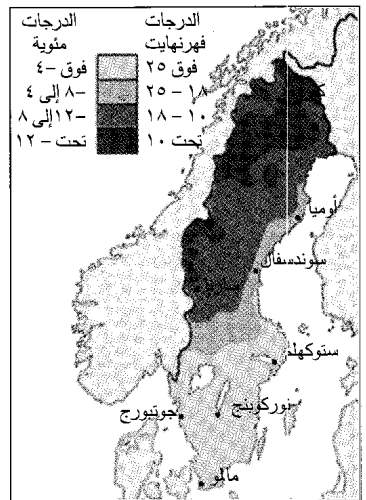 الدرجات الدرجات
فهرنهايت مئوية
فوق ٢٥ فوق -٤
١٨ - ٢٥ -٨ إلى ٤
١٠ - ١٨ -١٢إلى ٨
تحت ١٠ تحت - ١٢
أوميا
سوندسفال
ستوكهلم
نوركوبنج
جوتبورج
مالمو